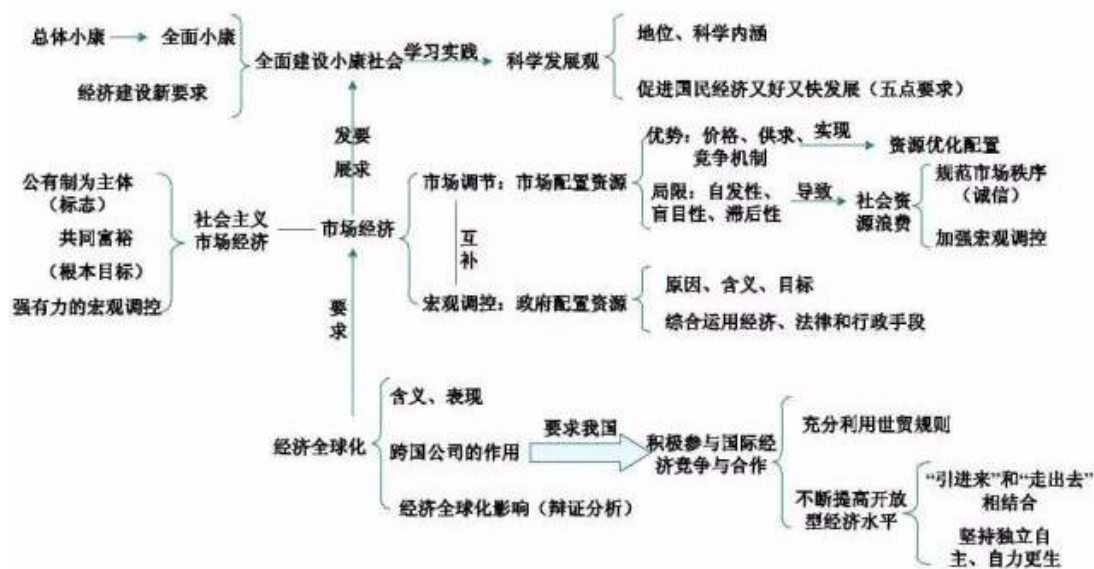 总体小康
全面小康
经济建设新要求
全面建设小康社会
学习实践
科学发展观
地位、科学内涵
促进国民经济又好又快发展（五点要求）
发要
展求
公有制为主体
（标志）
共同富裕
（根本目标）
强有力的宏观调控
社会主义
市场经济
市场经济
市场调节：市场配置资源
互
补
宏观调控：政府配置资源
优势：价格、供求、
竞争机制
实现
资源优化配置
局限：自发性、
盲目性、滞后性
导致
社会资
源浪费
规范市场秩序
（诚信）
加强宏观调控
原因、含义、目标
综合运用经济、法律和行政手段
要
求
经济全球化
含义、表现
跨国公司的作用
经济全球化影响（辩证分析）
要求我国
积极参与国际经
济竞争与合作
充分利用世贸规则
不断提高开放
型经济水平
“引进来”和“走出去”
相结合
坚持独立自
主、自力更生